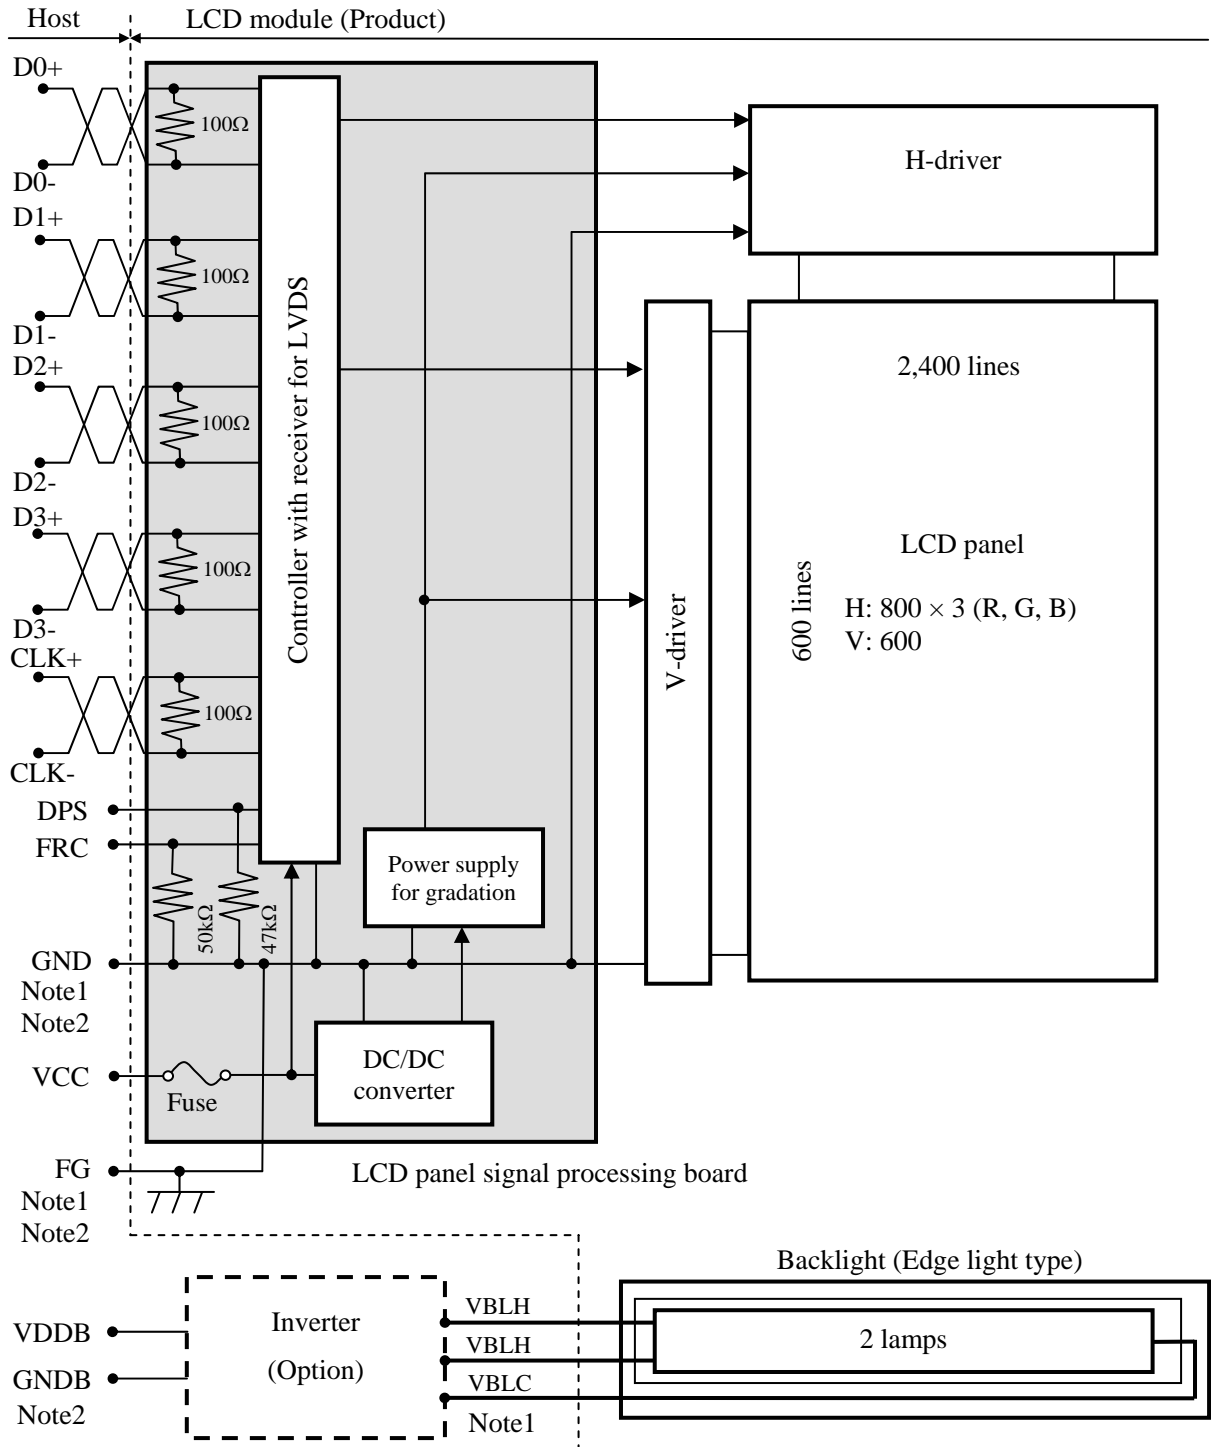 Host
LCD module (Product)
D0+
100Ω
D0-
D1+
100Ω
D1-
D2+
100Ω
D2-
D3+
100Ω
D3-
CLK+
100Ω
CLK-
DPS
FRC
50kΩ
47kΩ
GND
Note1
Note2
VCC
Fuse
FG
Note1
Note2
Controller with receiver for LVDS
Power supply
for gradation
DC/DC
converter
LCD panel signal processing board
H-driver
V-driver
2,400 lines
600 lines
LCD panel
H: 800 × 3 (R, G, B)
V: 600
Backlight (Edge light type)
VDDB
GNDB
Note2
Inverter
(Option)
VBLH
VBLH
VBLC
Note1
2 lamps